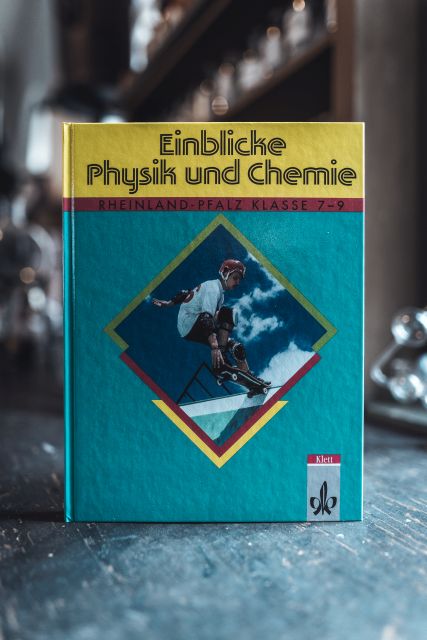 Einblicke
Physik und Chemie
RHEINLAND-PFALZ KLASSE 7–9
Klett